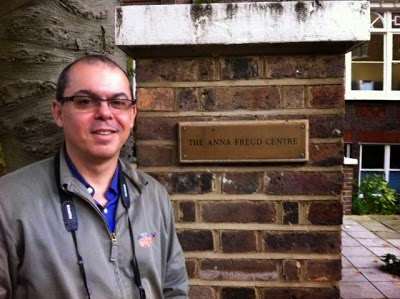 THE ANNA FREUD CENTRE